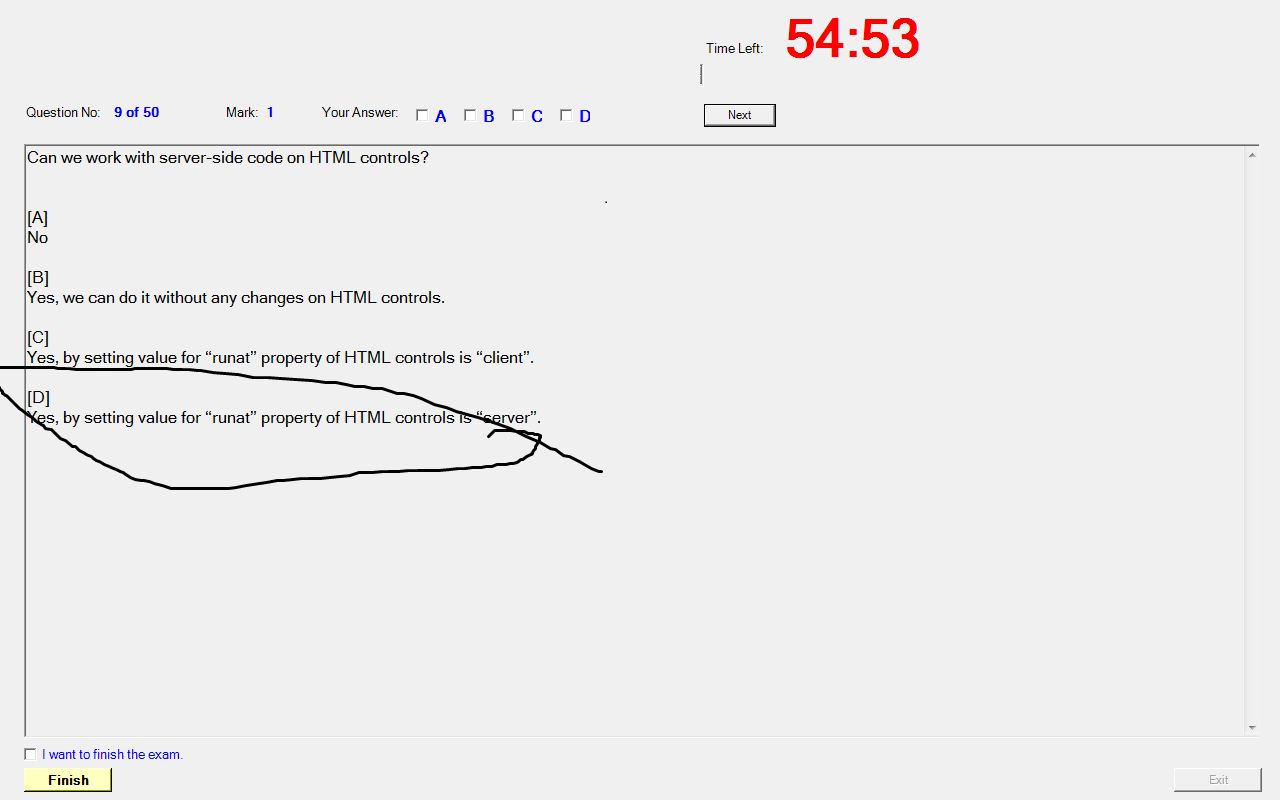 Time Left: 54:53
Question No: 9 of 50 Mark: 1 Your Answer: A B C D Next
Can we work with server-side code on HTML controls?
[A]
No
[B]
Yes, we can do it without any changes on HTML controls.
[C]
Yes, by setting value for “runat” property of HTML controls is “client”.
[D]
Yes, by setting value for “runat” property of HTML controls is “server”.
I want to finish the exam.
Finish Exit